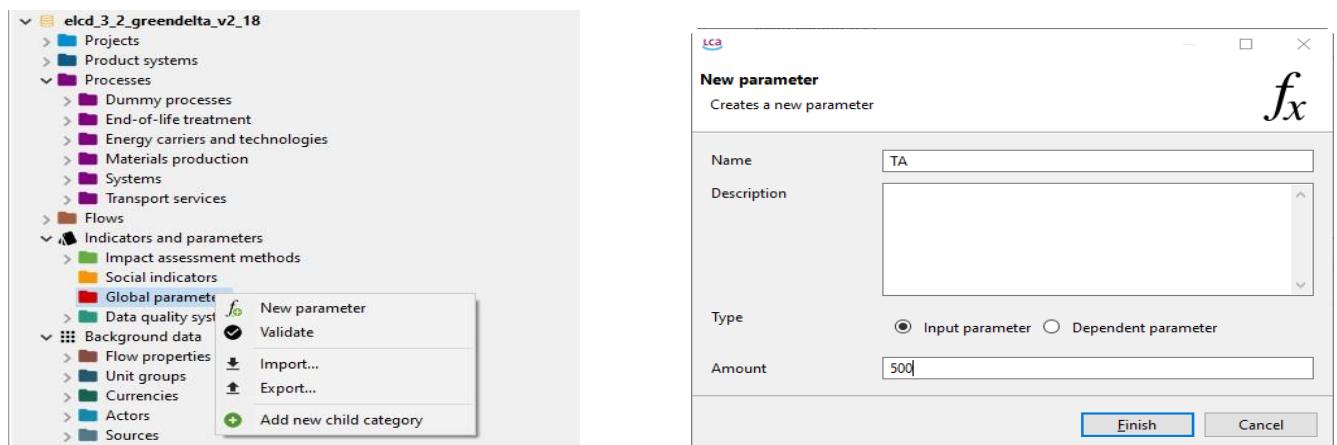 elcd_3_2_greendelta_v2_18
Projects
Product systems
Processes
Dummy processes
End-of-life treatment
Energy carriers and technologies
Materials production
Systems
Transport services
Flows
Indicators and parameters
Impact assessment methods
Social indicators
Global paramete
Data quality syst
Background data
Flow properties
Unit groups
Currencies
Actors
Sources
New parameter
Validate
Import...
Export...
Add new child category
LCA
New parameter
Creates a new parameter
fx
Name
TA
Description
Type
Input parameter
Dependent parameter
Amount
500
Finish
Cancel